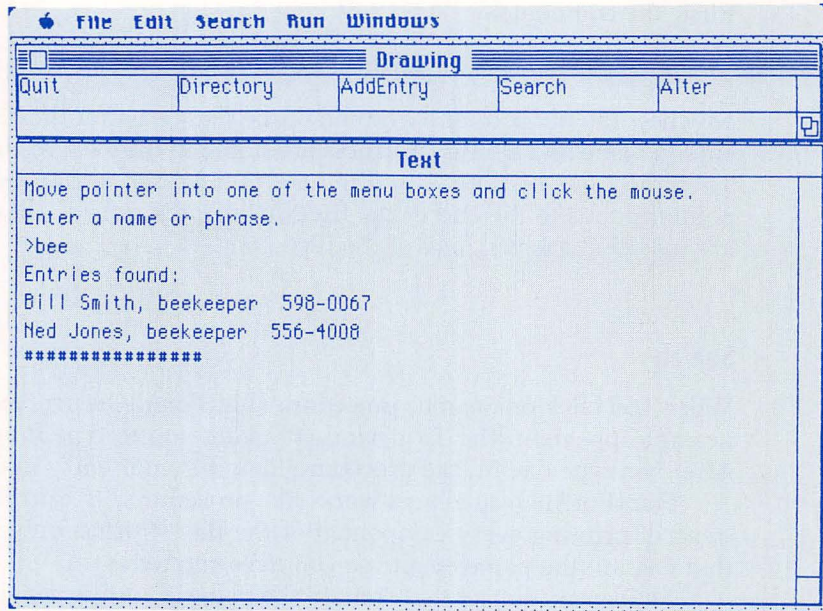 File Edit Search Run Windows
Drawing
Quit Directory AddEntry Search Alter
Text
Move pointer into one of the menu boxes and click the mouse.
Enter a name or phrase.
>bee
Entries found:
Bill Smith, beekeeper 598-0067
Ned Jones, beekeeper 556-4008
################